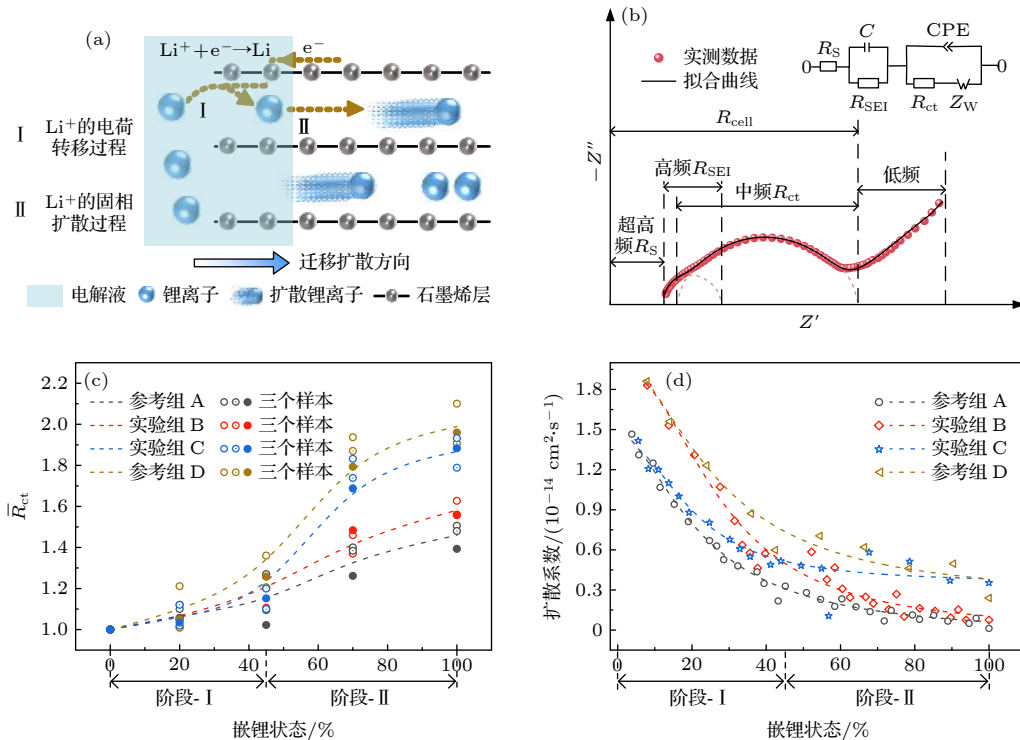 (a)
Li⁺+e⁻→Li
e⁻
Ⅰ
Ⅱ
Ⅰ
Li⁺的电荷
转移过程
Ⅱ
Li⁺的固相
扩散过程
迁移扩散方向
电解液
锂离子
扩散锂离子
石墨烯层
(b)
实测数据
拟合曲线
0
R_S
C
R_SEI
CPE
R_ct
Z_W
0
R_cell
高频R_SEI
中频R_ct
低频
超高
频R_S
−Z″
Z′
(c)
参考组 A
三个样本
实验组 B
三个样本
实验组 C
三个样本
参考组 D
三个样本
2.2
2.0
1.8
1.6
1.4
1.2
1.0
R̅_ct
0
20
40
60
80
100
阶段-Ⅰ
阶段-Ⅱ
嵌锂状态/%
(d)
参考组 A
实验组 B
实验组 C
参考组 D
1.8
1.5
1.2
0.9
0.6
0.3
0
扩散系数/(10⁻¹⁴ cm²·s⁻¹)
0
20
40
60
80
100
阶段-Ⅰ
阶段-Ⅱ
嵌锂状态/%